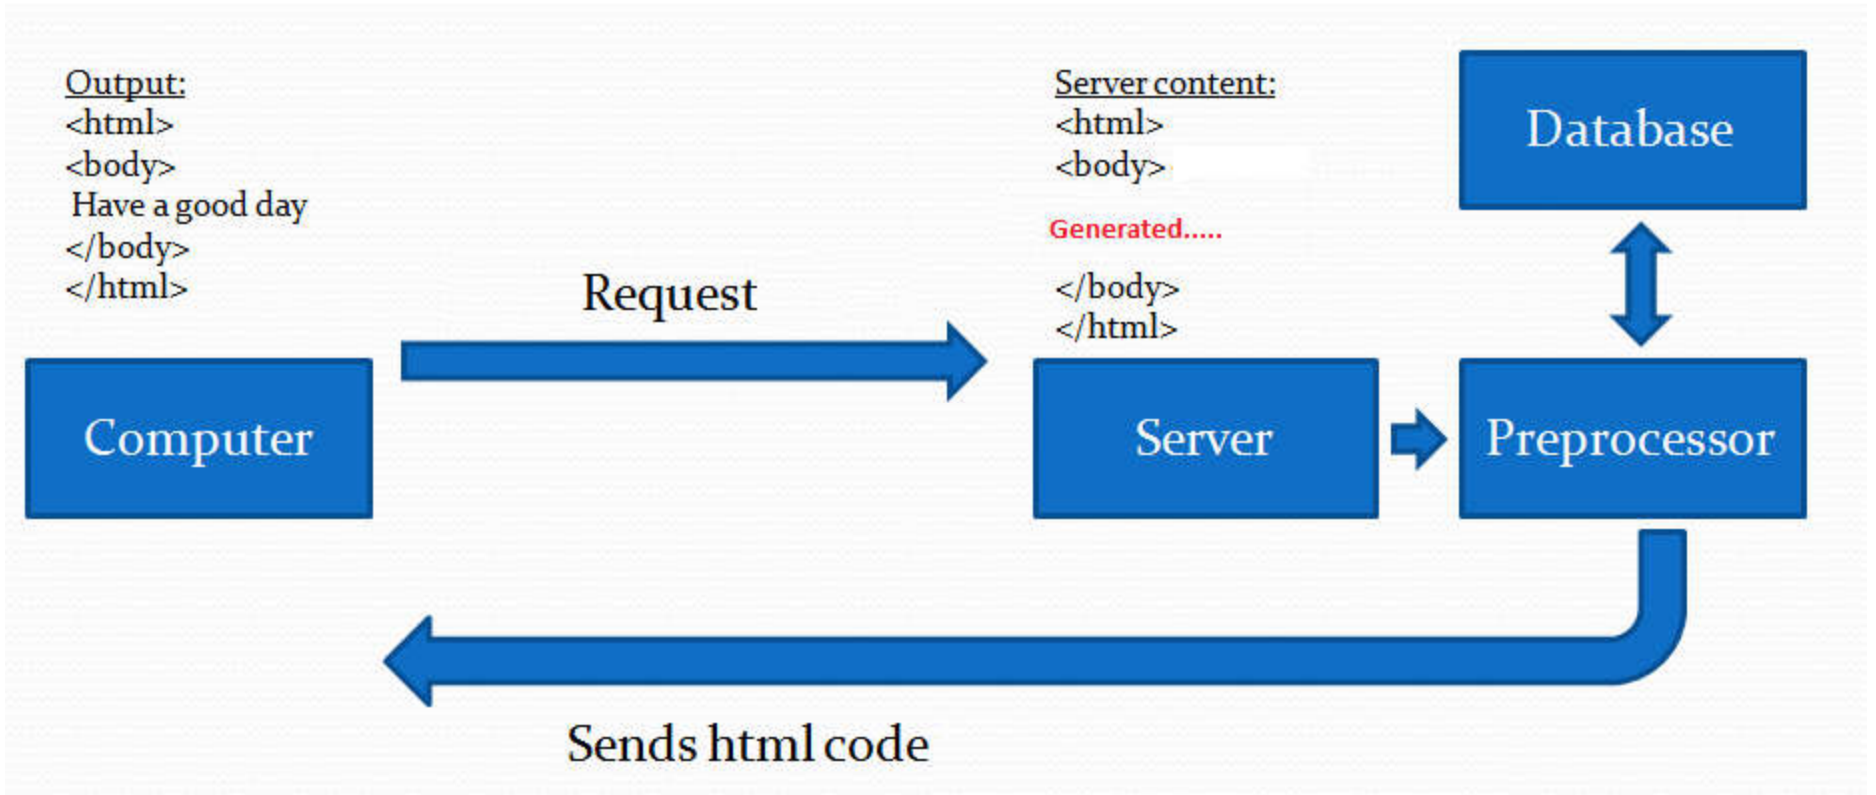 Output:
<html>
<body>
Have a good day
</body>
</html>
Request
Server content:
<html>
<body>
Generated.....
</body>
</html>
Database
Computer
Server
Preprocessor
Sends html code